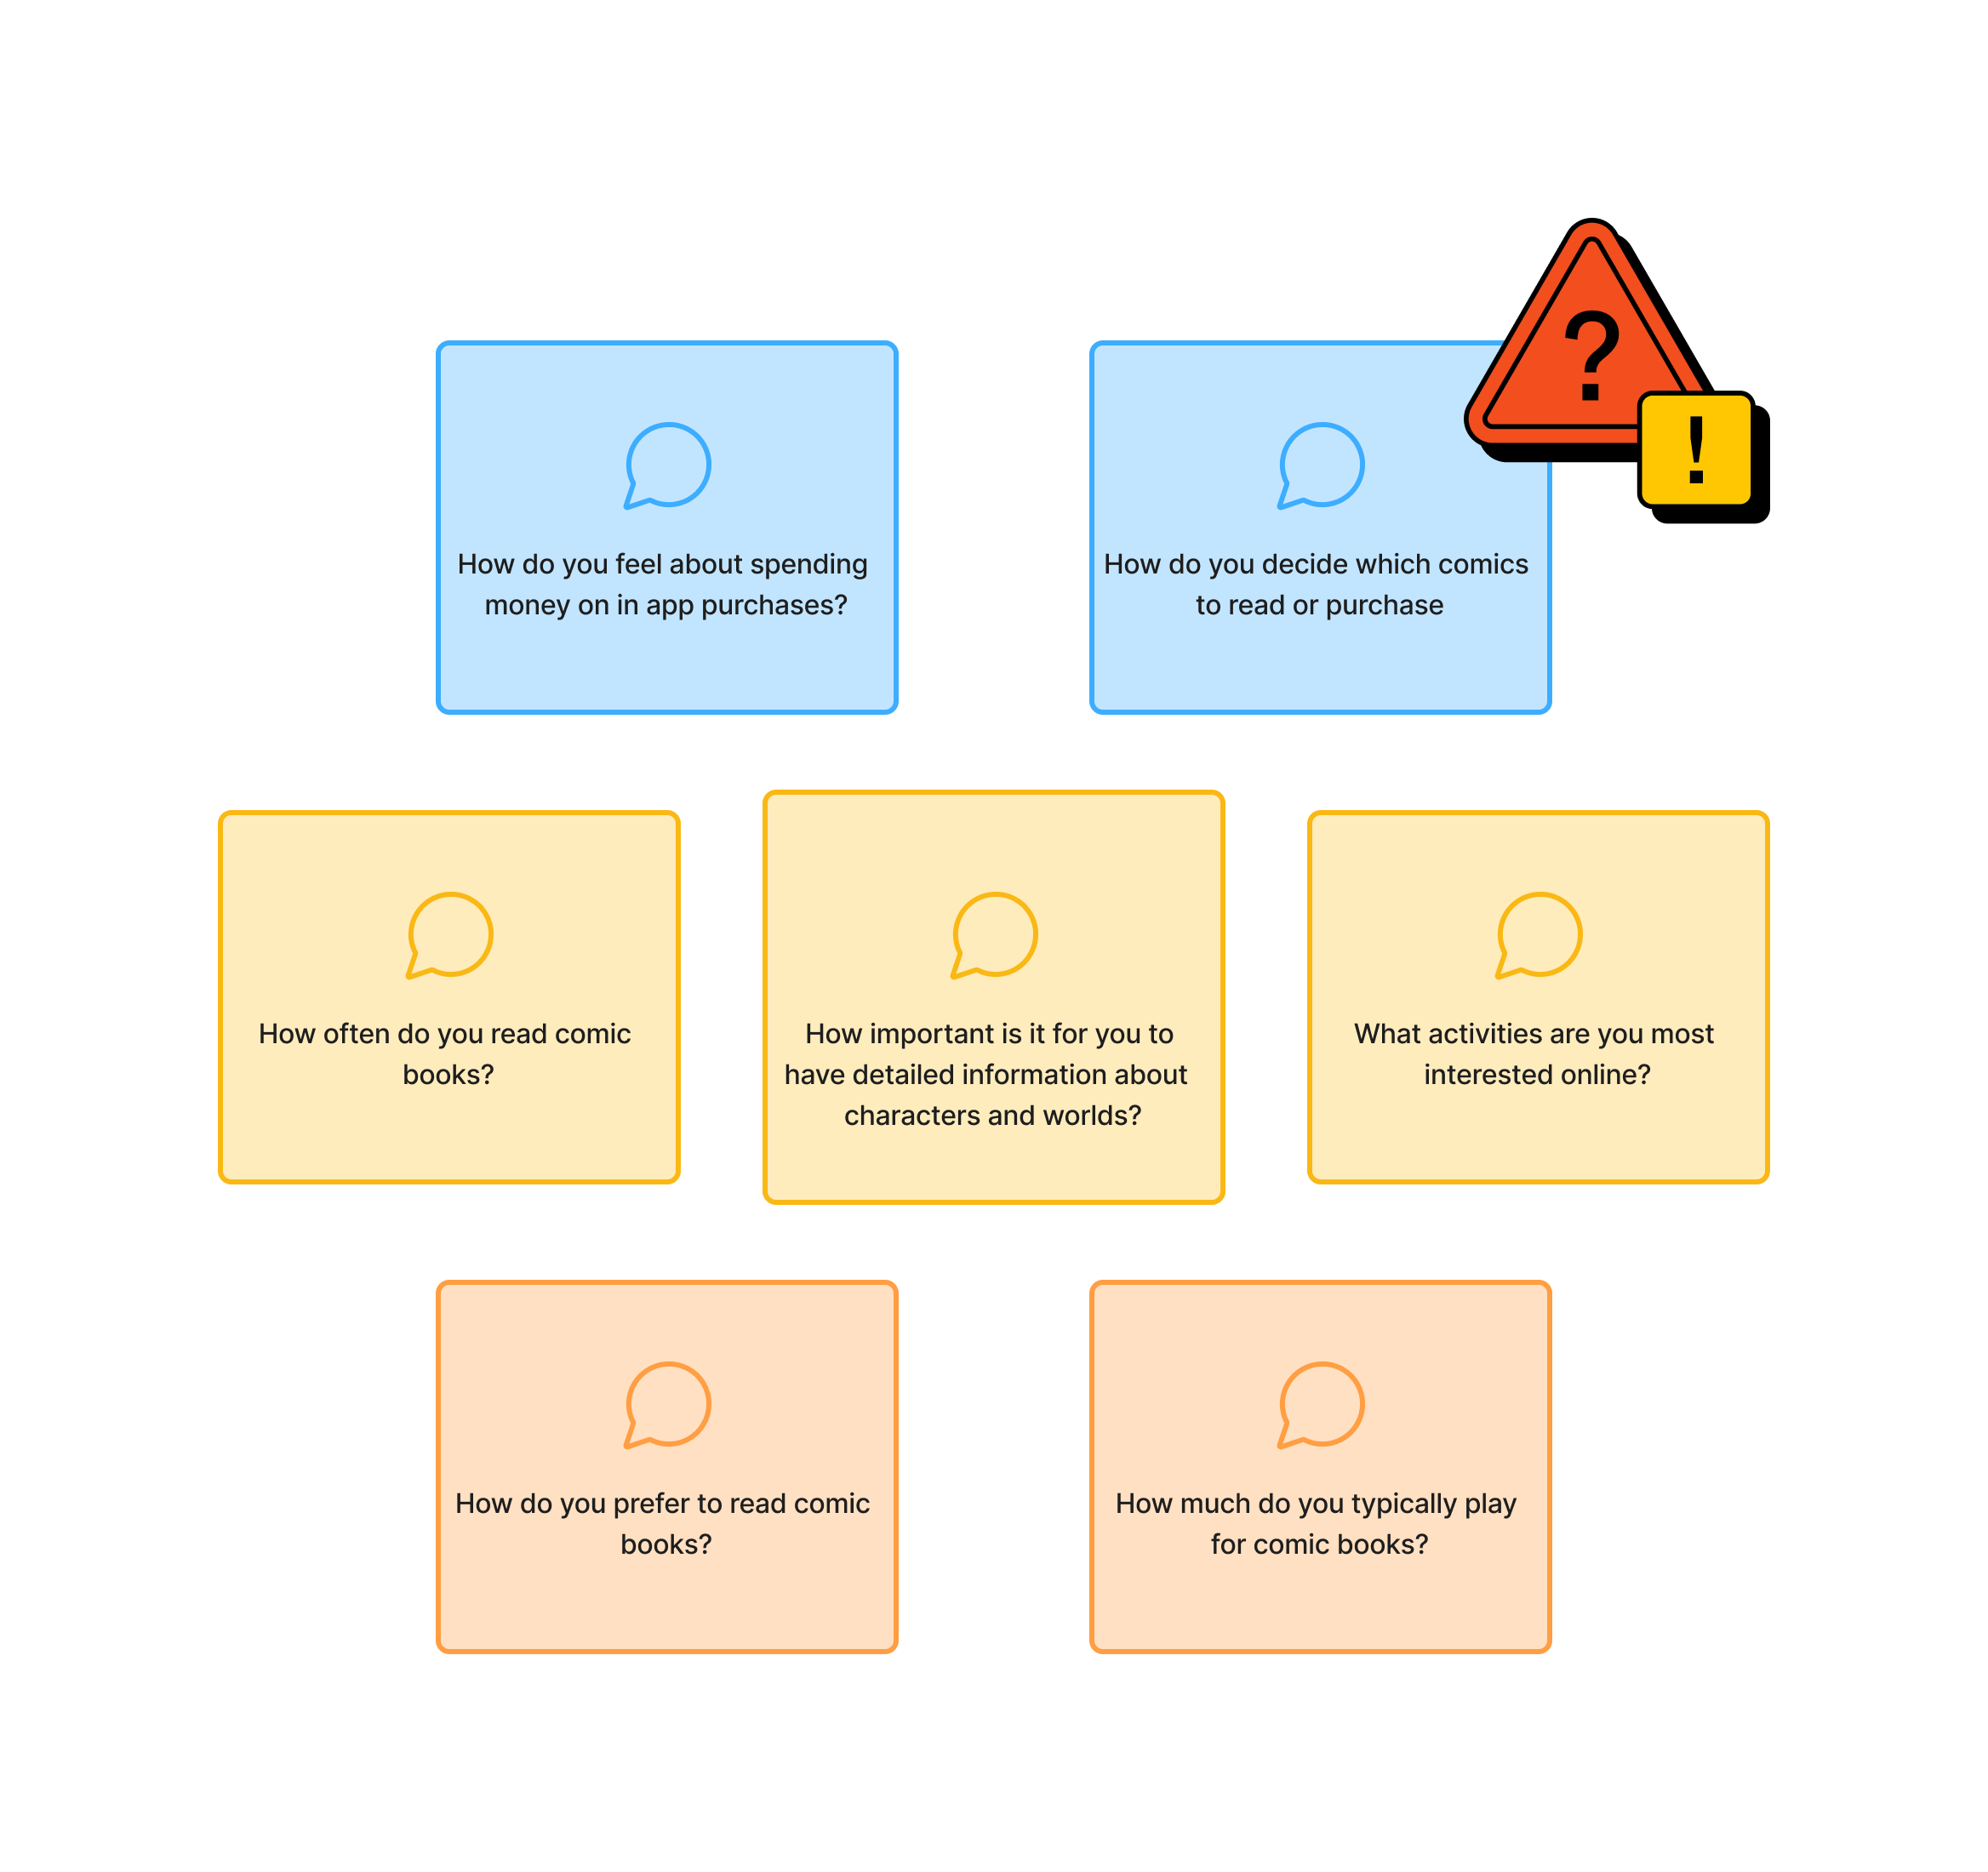 ?
!
How do you feel about spending
money on in app purchases?
How do you decide which comics
to read or purchase
How often do you read comic
books?
How important is it for you to
have detailed information about
characters and worlds?
What activities are you most
interested online?
How do you prefer to read comic
books?
How much do you typically play
for comic books?